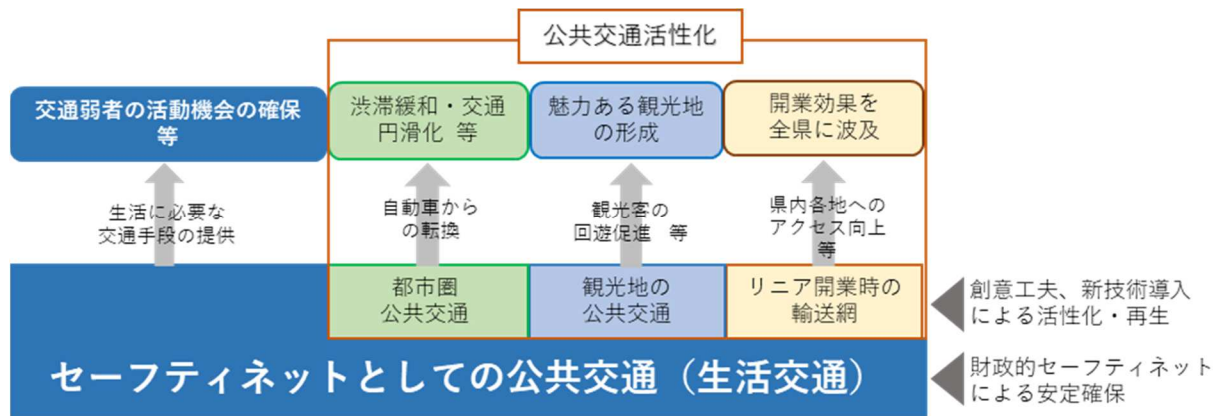 公共交通活性化
交通弱者の活動機会の確保
等
渋滞緩和・交通
円滑化 等
魅力ある観光地
の形成
開業効果を
全県に波及
生活に必要な
交通手段の提供
自動車から
の転換
観光客の
回遊促進 等
県内各地への
アクセス向上
等
都市圏
公共交通
観光地の
公共交通
リニア開業時の
輸送網
創意工夫、新技術導入
による活性化・再生
セーフティネットとしての公共交通（生活交通）
財政的セーフティネット
による安定確保